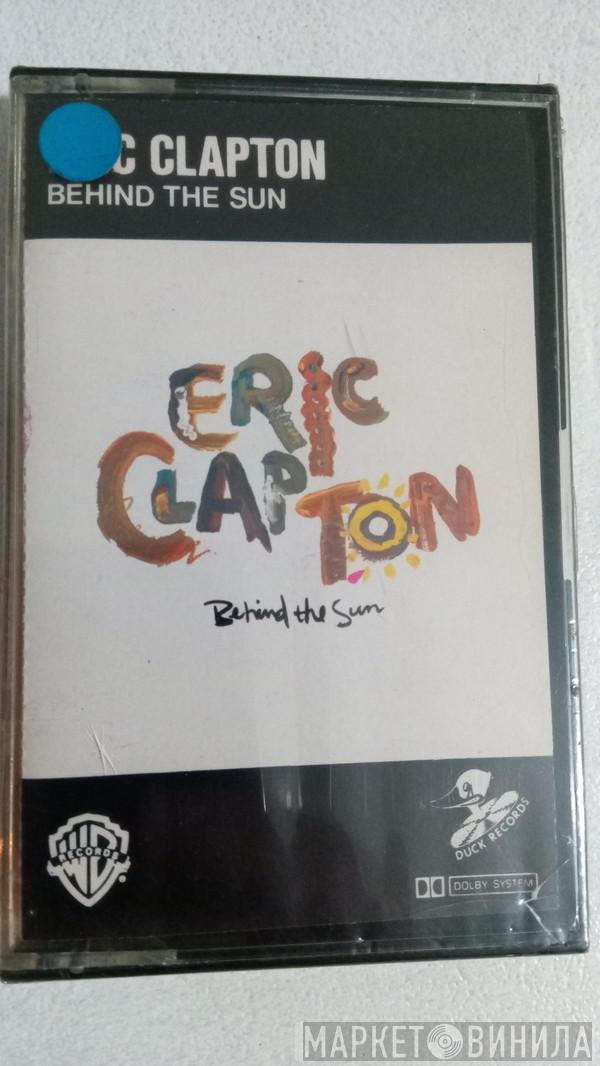 C CLAPTON
BEHIND THE SUN
ERIC
CLAPTON
Behind the Sun
WB
RECORDS
®
DUCK RECORDS
DOLBY SYSTEM
МАРКЕТ ВИНИЛА